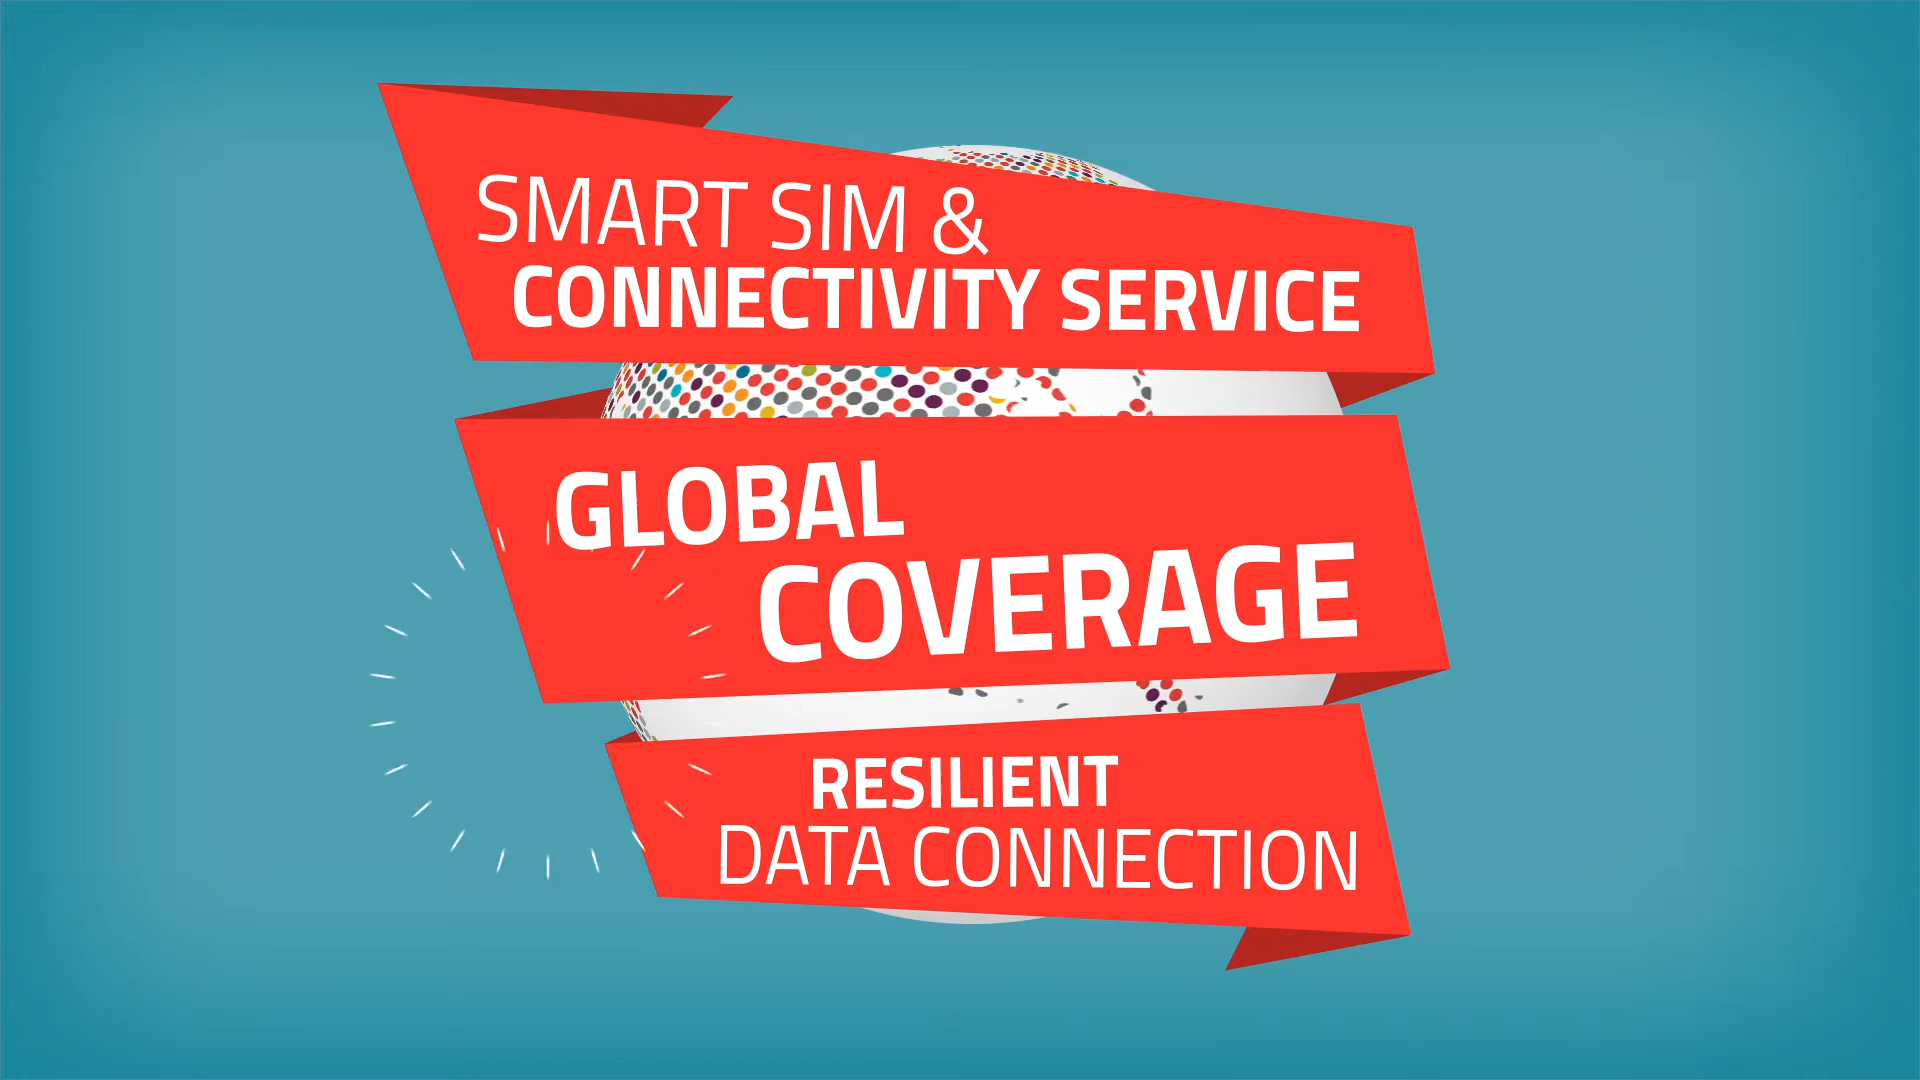 SMART SIM &
CONNECTIVITY SERVICE
GLOBAL
COVERAGE
RESILIENT
DATA CONNECTION